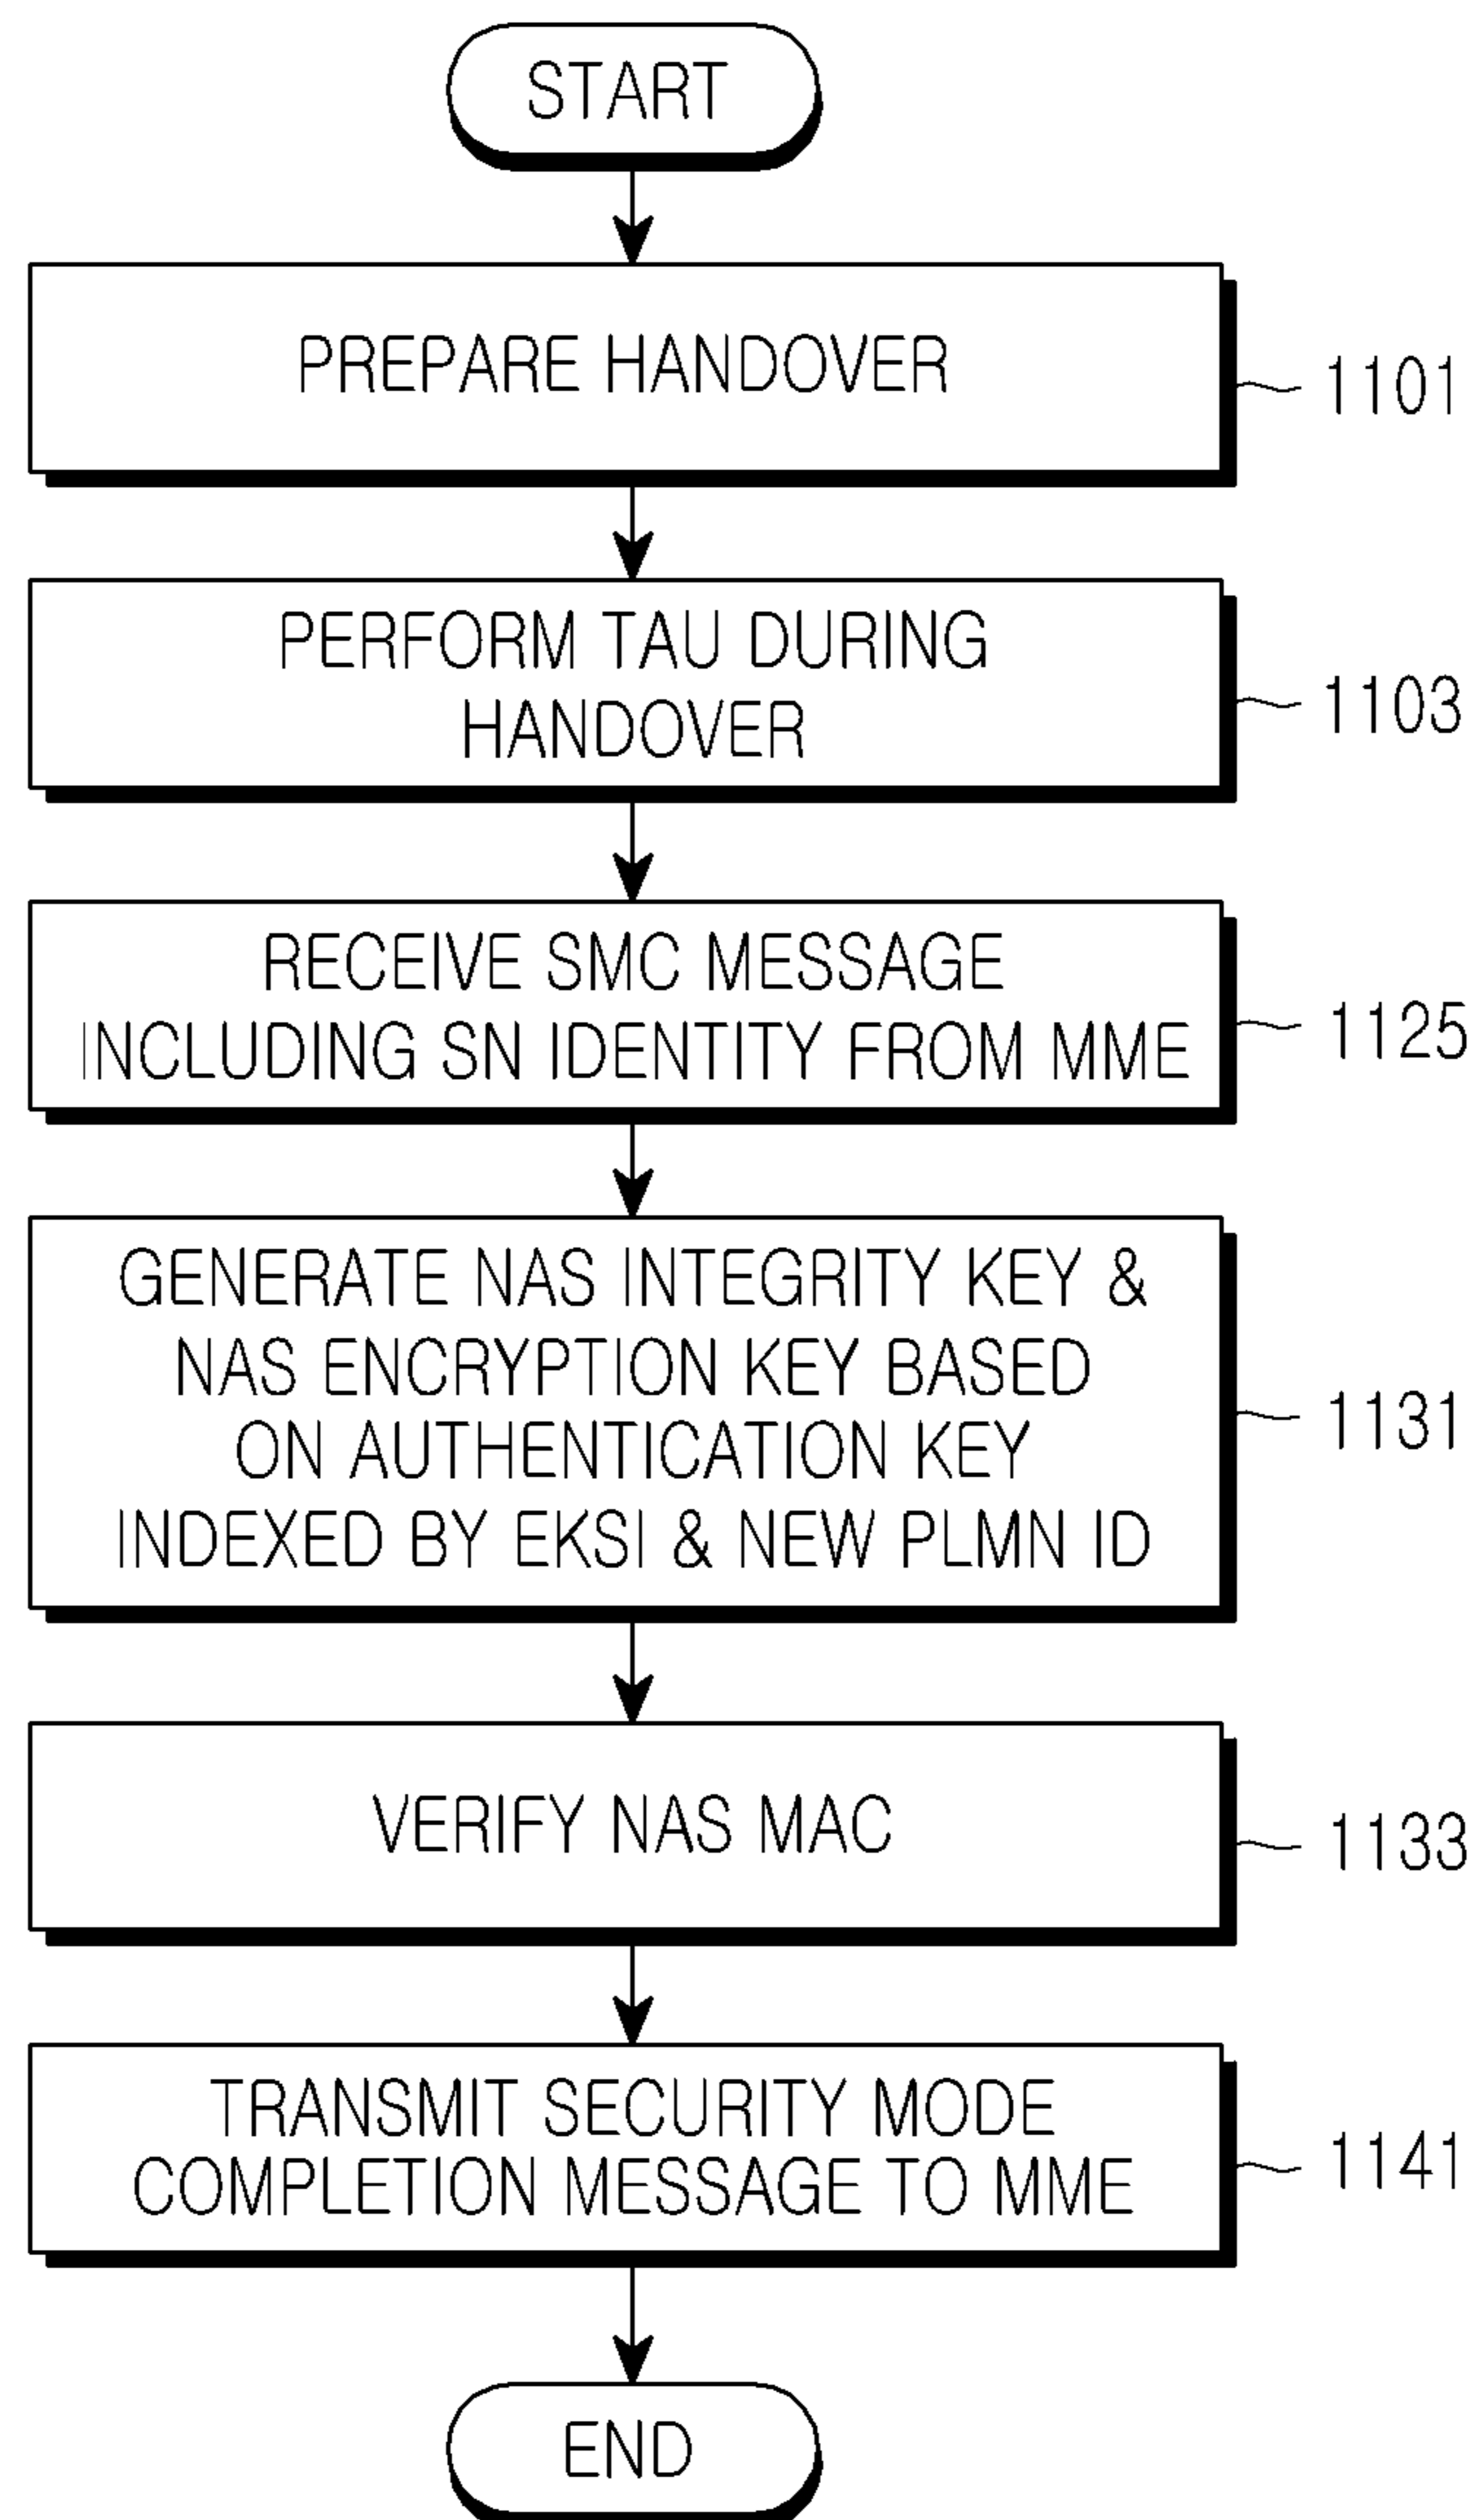 START
PREPARE HANDOVER
1101
PERFORM TAU DURING
HANDOVER
1103
RECEIVE SMC MESSAGE
INCLUDING SN IDENTITY FROM MME
1125
GENERATE NAS INTEGRITY KEY &
NAS ENCRYPTION KEY BASED
ON AUTHENTICATION KEY
INDEXED BY EKSI & NEW PLMN ID
1131
VERIFY NAS MAC
1133
TRANSMIT SECURITY MODE
COMPLETION MESSAGE TO MME
1141
END